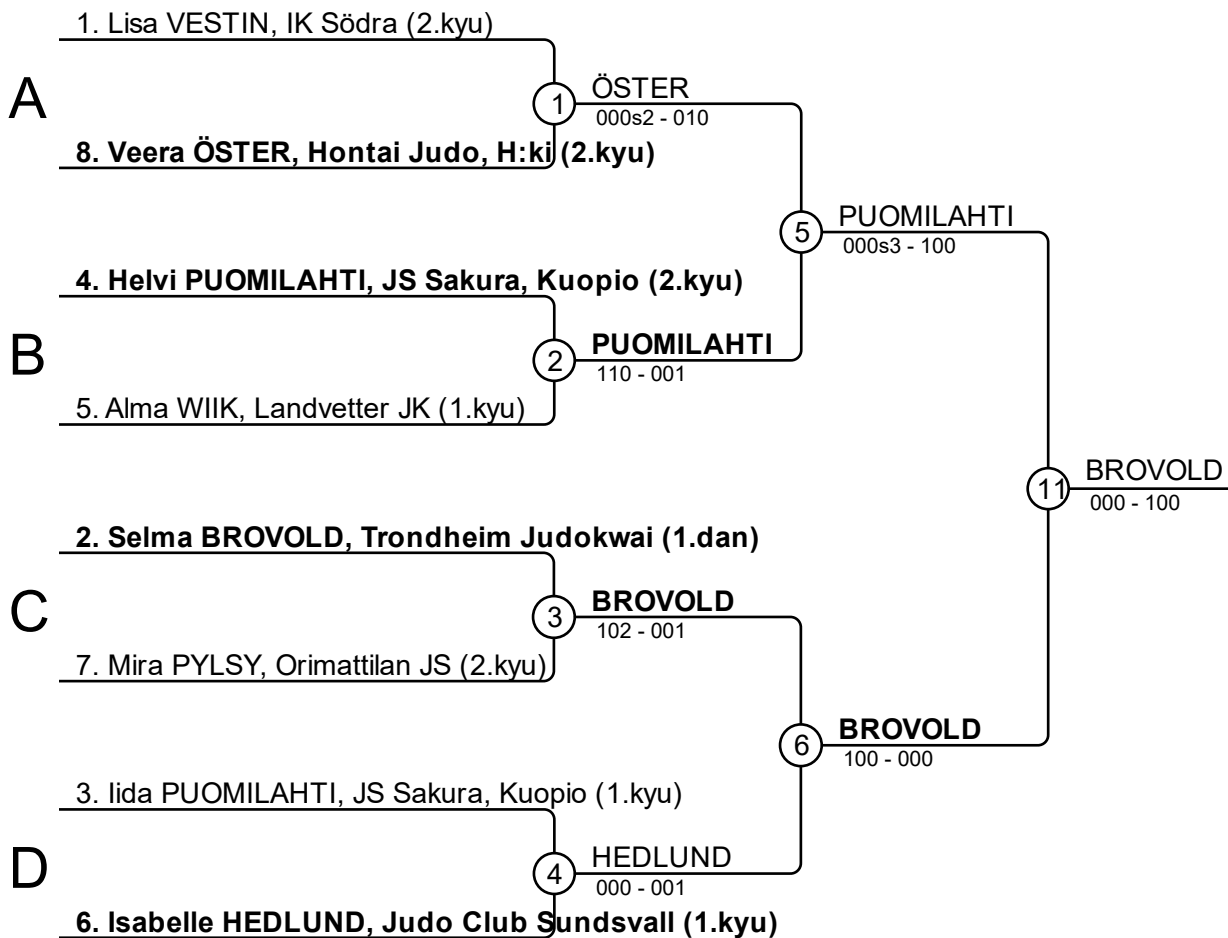 1. Lisa VESTIN, IK Södra (2.kyu)
A
1
ÖSTER
000s2 - 010
8. Veera ÖSTER, Hontai Judo, H:ki (2.kyu)
5
PUOMILAHTI
000s3 - 100
4. Helvi PUOMILAHTI, JS Sakura, Kuopio (2.kyu)
B
2
PUOMILAHTI
110 - 001
5. Alma WIIK, Landvetter JK (1.kyu)
11
BROVOLD
000 - 100
2. Selma BROVOLD, Trondheim Judokwai (1.dan)
C
3
BROVOLD
102 - 001
7. Mira PYLSY, Orimattilan JS (2.kyu)
6
BROVOLD
100 - 000
3. Iida PUOMILAHTI, JS Sakura, Kuopio (1.kyu)
D
4
HEDLUND
000 - 001
6. Isabelle HEDLUND, Judo Club Sundsvall (1.kyu)